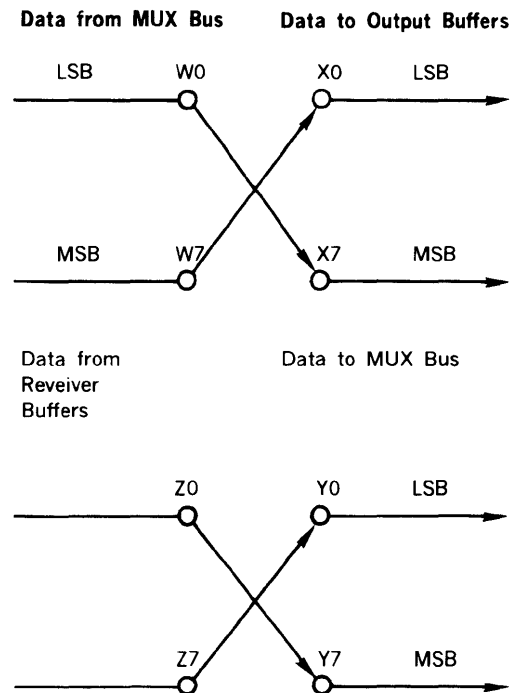 Data from MUX Bus Data to Output Buffers
LSB W0 X0 LSB
MSB W7 X7 MSB
Data from Data to MUX Bus
Reveiver
Buffers
Z0 Y0 LSB
Z7 Y7 MSB